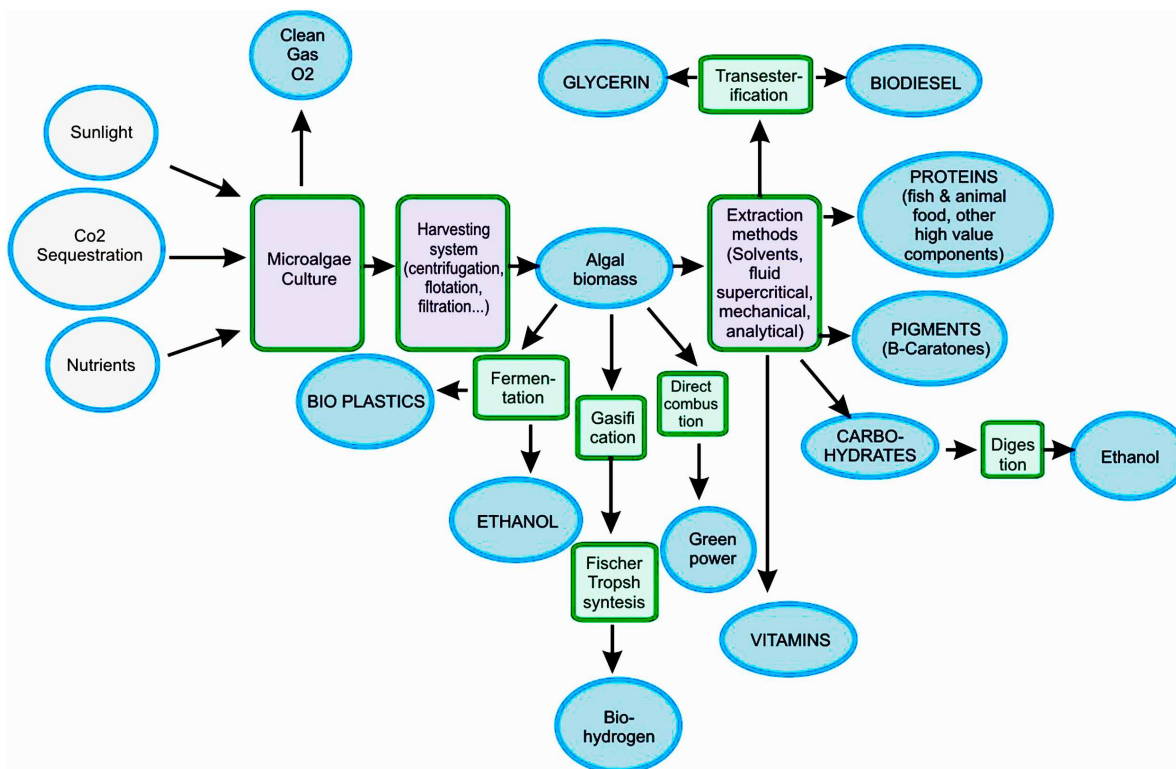 Clean
Gas
O2
Sunlight
Co2
Sequestration
Nutrients
Microalgae
Culture
Harvesting
system
(centrifugation,
flotation,
filtration...)
Algal
biomass
Extraction
methods
(Solvents,
fluid
supercritical,
mechanical,
analytical)
GLYCERIN
Transester-
ification
BIODIESEL
PROTEINS
(fish & animal
food, other
high value
components)
PIGMENTS
(B-Caratones)
CARBO-
HYDRATES
Diges
tion
Ethanol
BIO PLASTICS
Fermen-
tation
Gasifi
cation
Direct
combus
tion
ETHANOL
Fischer
Tropsh
syntesis
Green
power
VITAMINS
Bio-
hydrogen